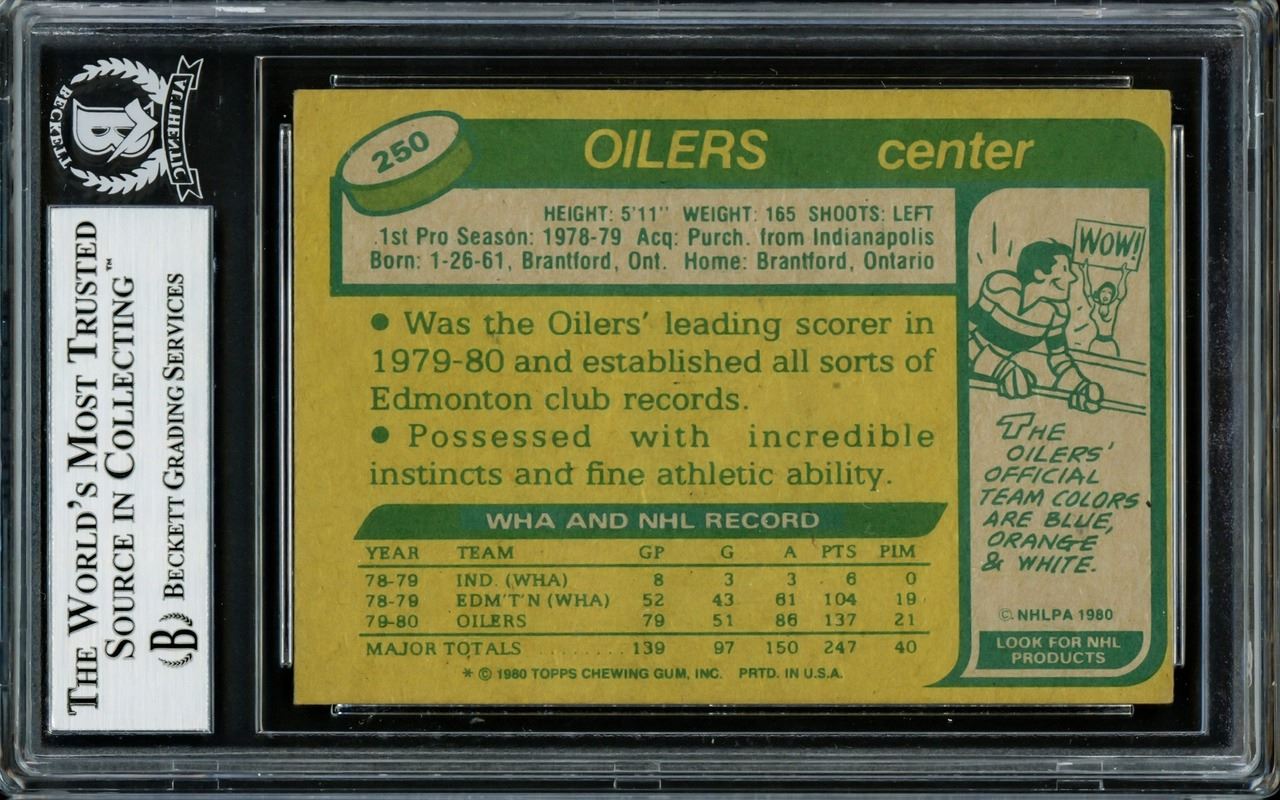 BECKETT
AUTHENTIC
B
THE WORLD'S MOST TRUSTED
SOURCE IN COLLECTING™
B BECKETT GRADING SERVICES
250
OILERS center
HEIGHT: 5'11" WEIGHT: 165 SHOOTS: LEFT
1st Pro Season: 1978-79 Acq: Purch. from Indianapolis
Born: 1-26-61, Brantford, Ont. Home: Brantford, Ontario
• Was the Oilers' leading scorer in
1979-80 and established all sorts of
Edmonton club records.
• Possessed with incredible
instincts and fine athletic ability.
WHA AND NHL RECORD
YEAR TEAM GP G A PTS PIM
78-79 IND. (WHA) 8 3 3 6 0
78-79 EDM'T'N (WHA) 52 43 61 104 19
79-80 OILERS 79 51 86 137 21
MAJOR TOTALS ......... 139 97 150 247 40
* © 1980 TOPPS CHEWING GUM, INC. PRTD. IN U.S.A.
WOW!
THE
OILERS'
OFFICIAL
TEAM COLORS
ARE BLUE,
ORANGE
& WHITE.
© NHLPA 1980
LOOK FOR NHL
PRODUCTS